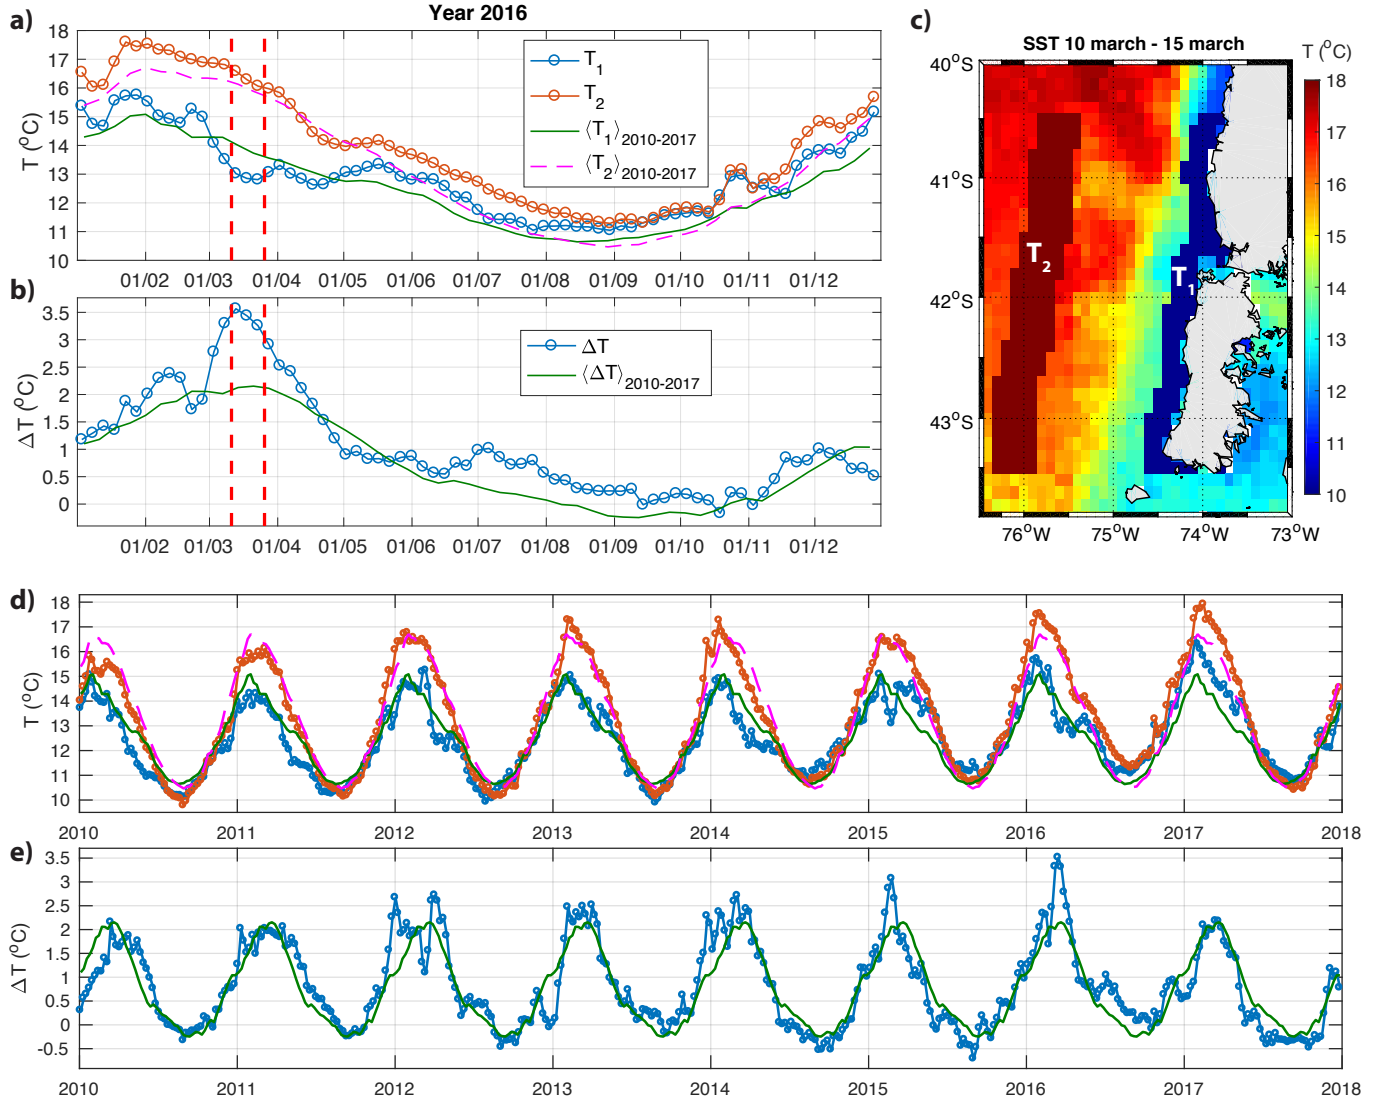 a)
Year 2016
18
17
16
15
14
13
12
11
10
T (°C)
T1
T2
⟨T1⟩2010-2017
⟨T2⟩2010-2017
01/02 01/03 01/04 01/05 01/06 01/07 01/08 01/09 01/10 01/11 01/12
b)
3.5
3
2.5
2
1.5
1
0.5
0
ΔT (°C)
ΔT
⟨ΔT⟩2010-2017
01/02 01/03 01/04 01/05 01/06 01/07 01/08 01/09 01/10 01/11 01/12
c)
SST 10 march - 15 march
T (°C)
40°S
41°S
42°S
43°S
T2
T1
76°W 75°W 74°W 73°W
18
17
16
15
14
13
12
11
10
d)
18
17
16
15
14
13
12
11
10
T (°C)
2010 2011 2012 2013 2014 2015 2016 2017 2018
e)
3.5
3
2.5
2
1.5
1
0.5
0
-0.5
ΔT (°C)
2010 2011 2012 2013 2014 2015 2016 2017 2018